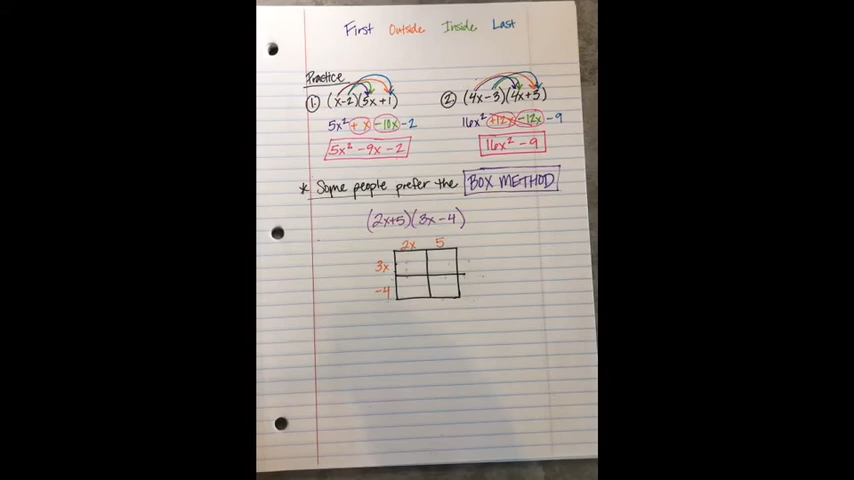 First Outside Inside Last
Practice
1. (x-2)(5x+1)
5x² + x -10x -2
5x² -9x -2
2. (4x-3)(4x+3)
16x² +12x -12x -9
16x² - 9
* Some people prefer the BOX METHOD
(2x+5)(3x-4)
2x 5
3x
-4